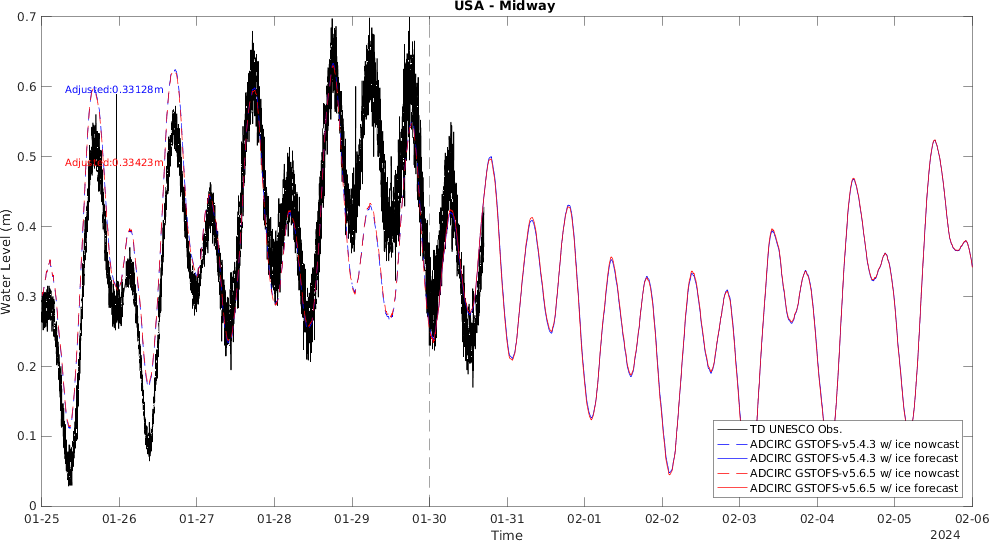 USA - Midway
0.7
0.6
0.5
0.4
0.3
0.2
0.1
0
Water Level (m)
Adjusted:0.33128m
Adjusted:0.33423m
TD UNESCO Obs.
ADCIRC GSTOFS-v5.4.3 w/ ice nowcast
ADCIRC GSTOFS-v5.4.3 w/ ice forecast
ADCIRC GSTOFS-v5.6.5 w/ ice nowcast
ADCIRC GSTOFS-v5.6.5 w/ ice forecast
01-25 01-26 01-27 01-28 01-29 01-30 01-31 02-01 02-02 02-03 02-04 02-05 02-06
Time
2024